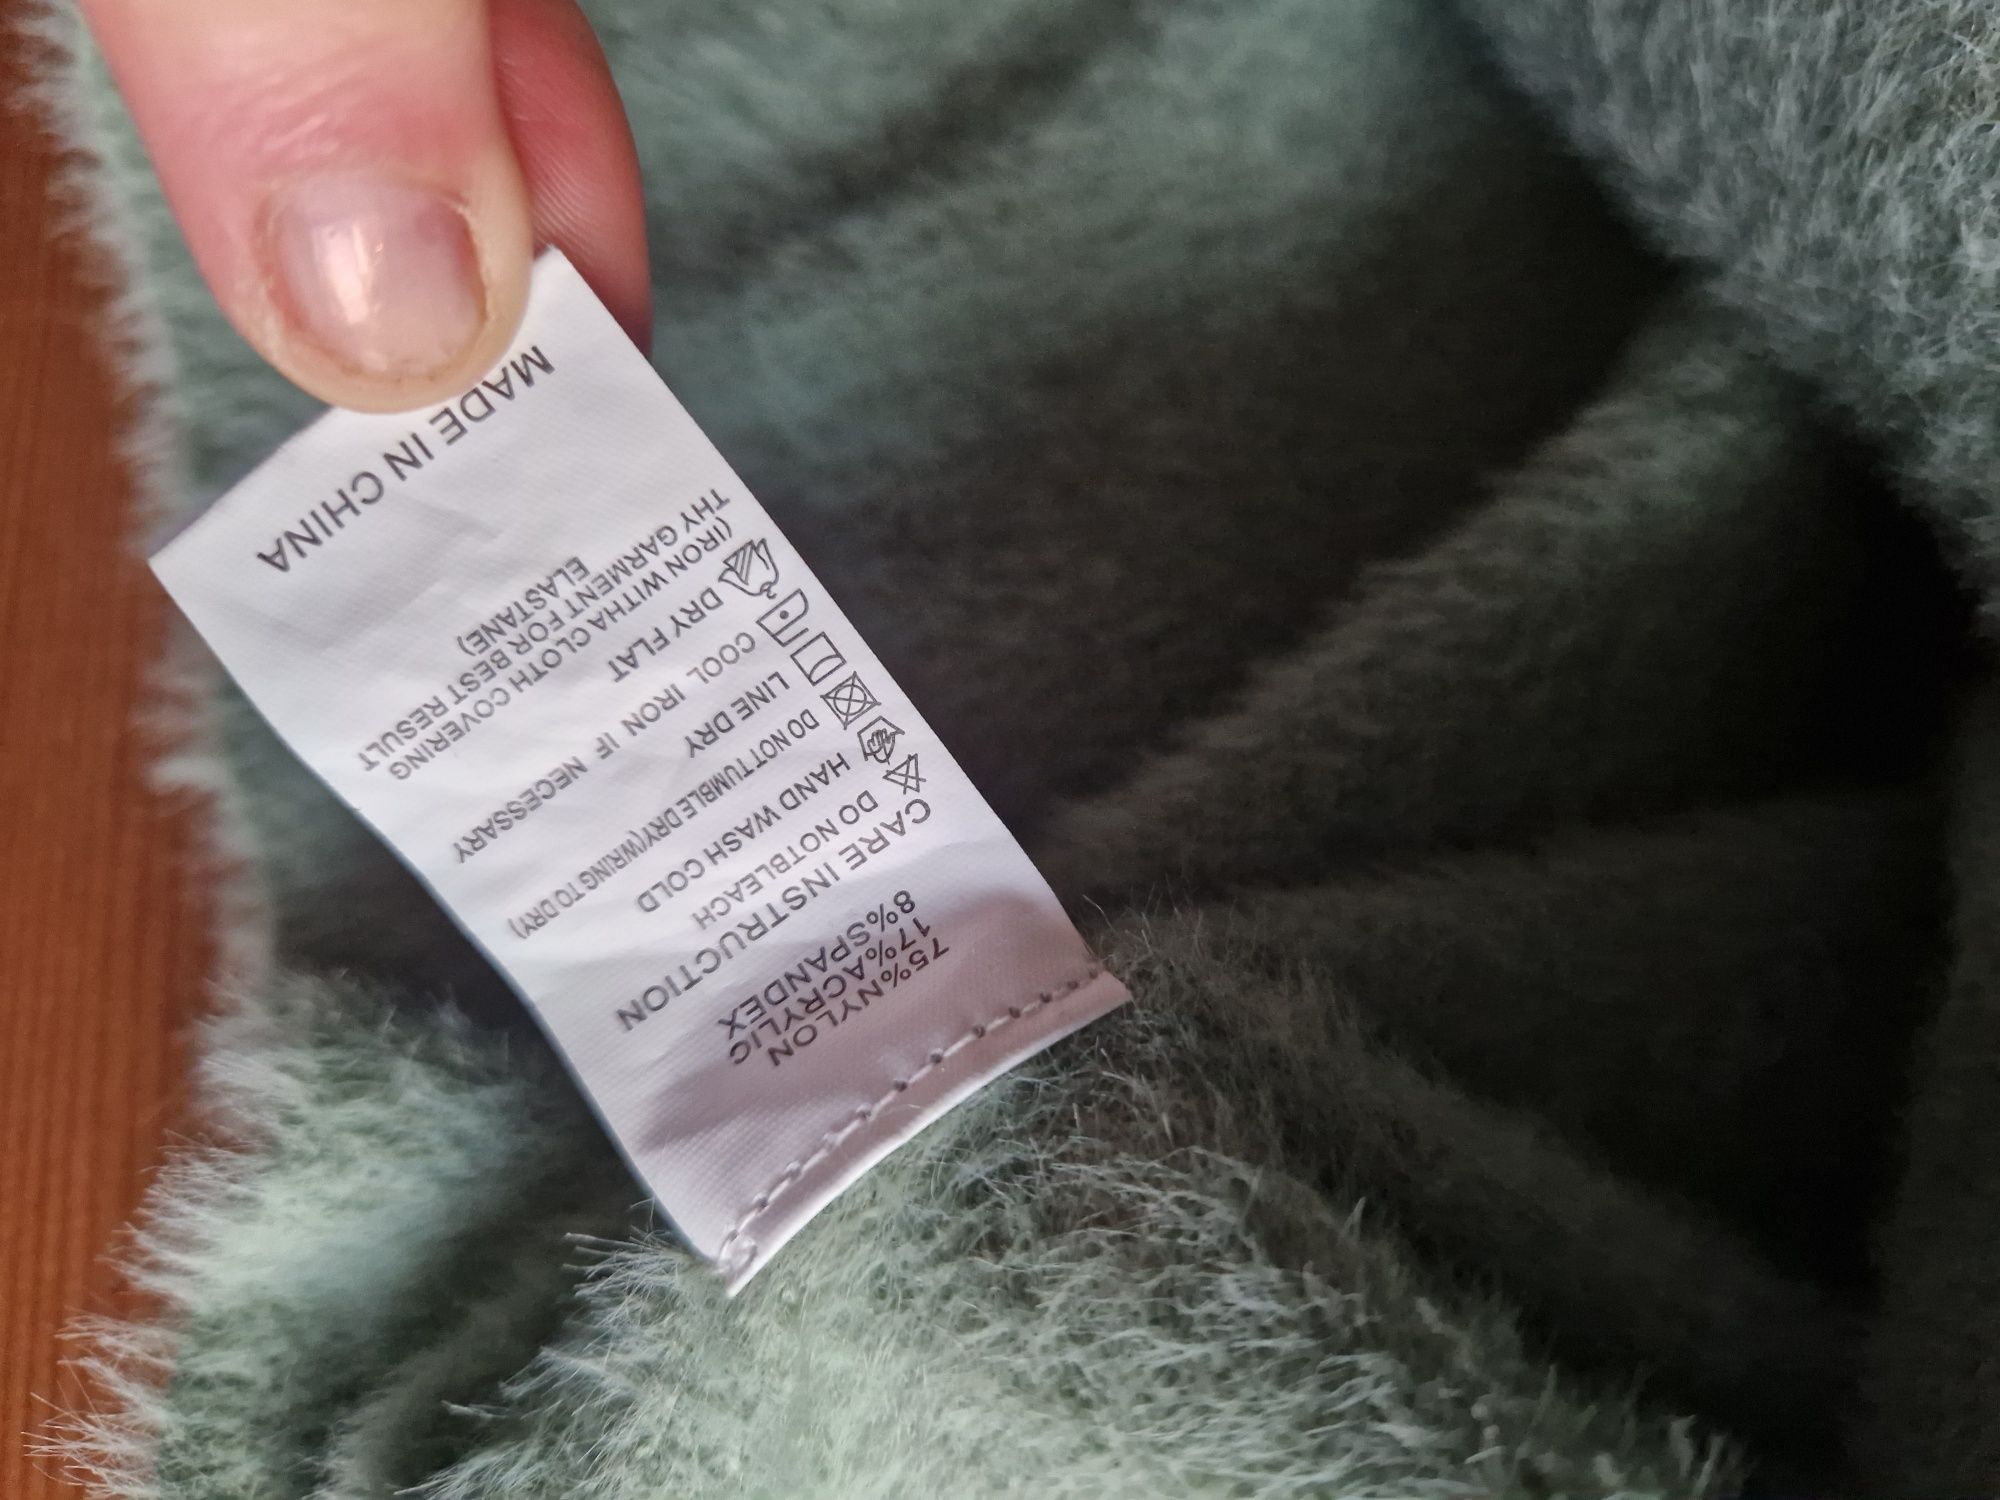 75%NYLON
17%ACRYLIC
8%SPANDEX
CARE INSTRUCTION
DO NOTBLEACH
HAND WASH COLD
DO NOTTUMBLE DRY(WRING TO DRY)
LINE DRY
COOL IRON IF NECESSARY
DRY FLAT
(IRON WITHA CLOTH COVERING
THY GARMENT FOR BEST RESULT
ELASTANE)
MADE IN CHINA